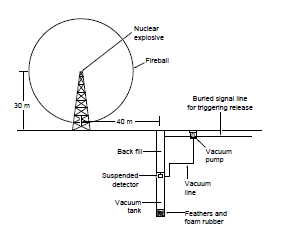 Nuclear
explosive
Fireball
30 m
Buried signal line
for triggering release
40 m
Back fill
Vacuum
pump
Suspended
detector
Vacuum
line
Vacuum
tank
Feathers and
foam rubber